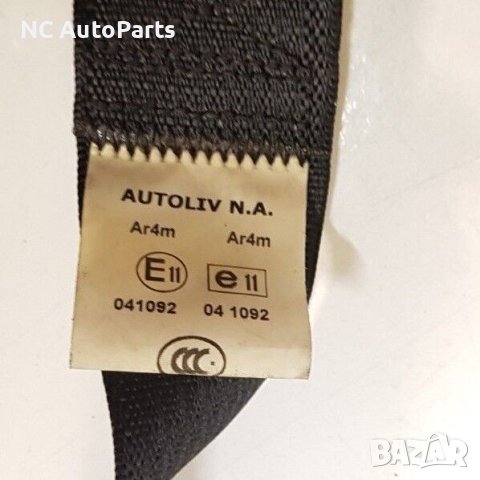 NC AutoParts
AUTOLIV N.A.
Ar4m Ar4m
E11 e11
041092 04 1092
CCC
BAZAR